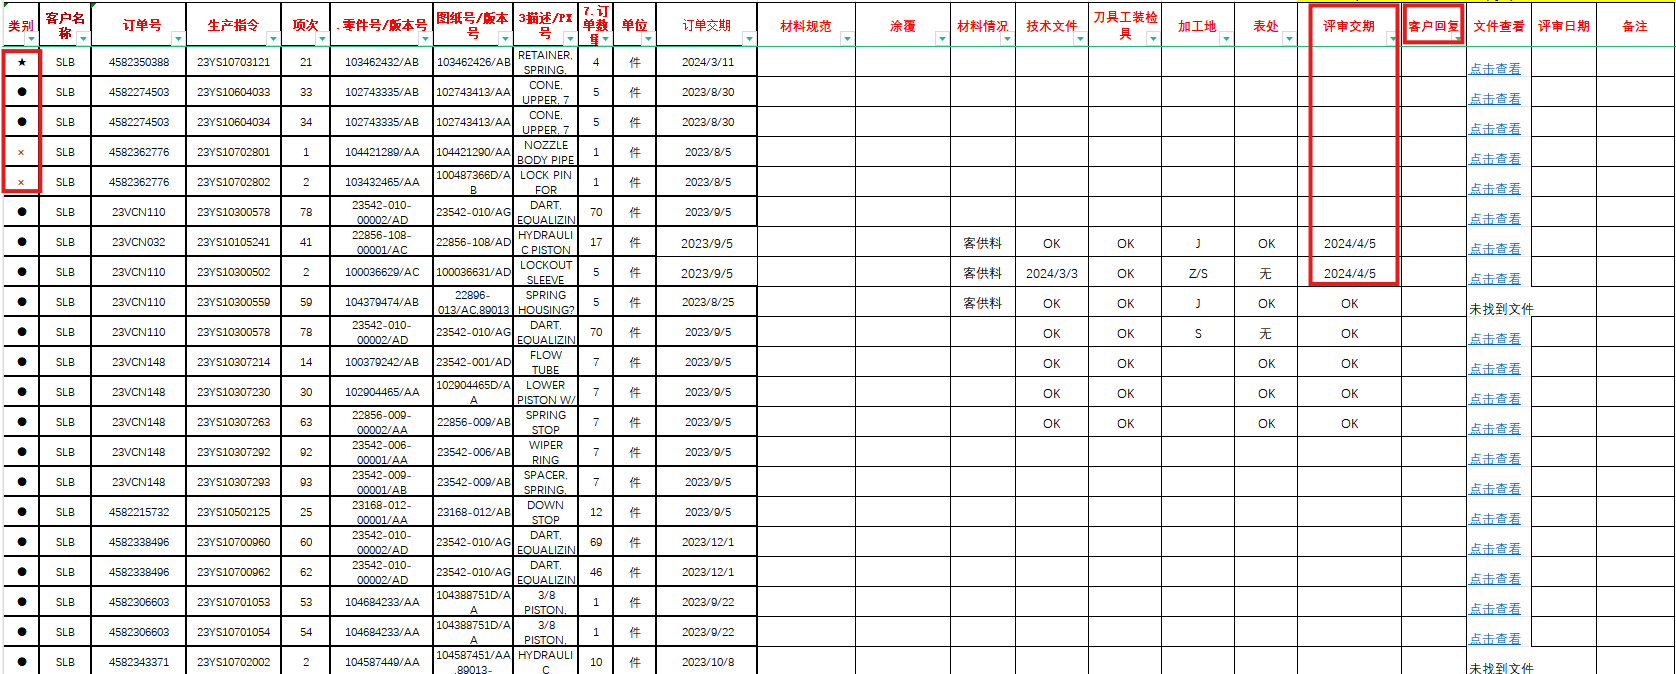 类别 客户名称 订单号 生产指令 项次 .零件号/版本号 图纸号/版本号 3描述/PX号 7.订单数量 单位 订单交期 材料规范 涂覆 材料情况 技术文件 刀具工装检具 加工地 表处 评审交期 客户回复 文件查看 评审日期 备注
★ SLB 4582350388 23YS10703121 21 103462432/AB 103462426/AB RETAINER, SPRING, 4 件 2024/3/11 点击查看
● SLB 4582274503 23YS10604033 33 102743335/AB 102743413/AA CONE, UPPER, 7 5 件 2023/8/30 点击查看
● SLB 4582274503 23YS10604034 34 102743335/AB 102743413/AA CONE, UPPER, 7 5 件 2023/8/30 点击查看
× SLB 4582362776 23YS10702801 1 104421289/AA 104421290/AA NOZZLE BODY PIPE 1 件 2023/8/5 点击查看
× SLB 4582362776 23YS10702802 2 103432465/AA 100487366D/AB LOCK PIN FOR 1 件 2023/8/5 点击查看
● SLB 23VCN110 23YS10300578 78 23542-010-00002/AD 23542-010/AG DART, EQUALIZIN 70 件 2023/9/5 点击查看
● SLB 23VCN032 23YS10105241 41 22856-108-00001/AC 22856-108/AD HYDRAULIC PISTON 17 件 2023/9/5 客供料 OK OK J OK 2024/4/5 点击查看
● SLB 23VCN110 23YS10300502 2 100036629/AC 100036631/AD LOCKOUT SLEEVE 5 件 2023/9/5 客供料 2024/3/3 OK Z/S 无 2024/4/5 点击查看
● SLB 23VCN110 23YS10300559 59 104379474/AB 22896-013/AC,89013 SPRING HOUSING? 5 件 2023/8/25 客供料 OK OK J OK OK 未找到文件
● SLB 23VCN110 23YS10300578 78 23542-010-00002/AD 23542-010/AG DART, EQUALIZIN 70 件 2023/9/5 OK OK S 无 OK 点击查看
● SLB 23VCN148 23YS10307214 14 100379242/AB 23542-001/AD FLOW TUBE 7 件 2023/9/5 OK OK OK OK 点击查看
● SLB 23VCN148 23YS10307230 30 102904465/AA 102904465D/AA LOWER PISTON W/ 7 件 2023/9/5 OK OK OK OK 点击查看
● SLB 23VCN148 23YS10307263 63 22856-009-00002/AA 22856-009/AB SPRING STOP 7 件 2023/9/5 OK OK OK OK 点击查看
● SLB 23VCN148 23YS10307292 92 23542-006-00001/AA 23542-006/AB WIPER RING 7 件 2023/9/5 点击查看
● SLB 23VCN148 23YS10307293 93 23542-009-00001/AB 23542-009/AB SPACER, SPRING, 7 件 2023/9/5 点击查看
● SLB 4582215732 23YS10502125 25 23168-012-00001/AA 23168-012/AB DOWN STOP 12 件 2023/9/5 点击查看
● SLB 4582338496 23YS10700960 60 23542-010-00002/AD 23542-010/AG DART, EQUALIZIN 69 件 2023/12/1 点击查看
● SLB 4582338496 23YS10700962 62 23542-010-00002/AD 23542-010/AG DART, EQUALIZIN 46 件 2023/12/1 点击查看
● SLB 4582306603 23YS10701053 53 104684233/AA 104388751D/AA 3/8 PISTON, 1 件 2023/9/22 点击查看
● SLB 4582306603 23YS10701054 54 104684233/AA 104388751D/AA 3/8 PISTON, 1 件 2023/9/22 点击查看
● SLB 4582343371 23YS10702002 2 104587449/AA 104587451/AA,89013- HYDRAULIC 10 件 2023/10/8 未找到文件